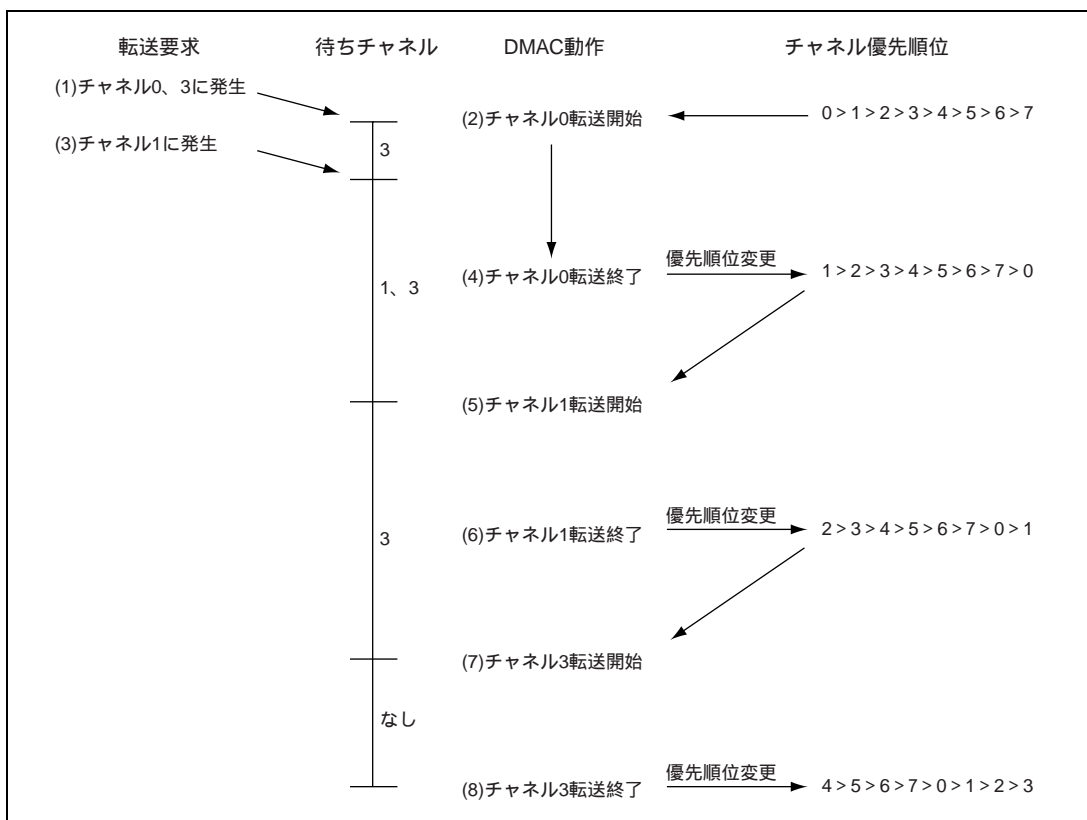 転送要求 待ちチャネル DMAC動作 チャネル優先順位
(1)チャネル0、3に発生
(2)チャネル0転送開始 0>1>2>3>4>5>6>7
(3)チャネル1に発生
3
(4)チャネル0転送終了 優先順位変更 1>2>3>4>5>6>7>0
1、3
(5)チャネル1転送開始
3
(6)チャネル1転送終了 優先順位変更 2>3>4>5>6>7>0>1
(7)チャネル3転送開始
なし
(8)チャネル3転送終了 優先順位変更 4>5>6>7>0>1>2>3